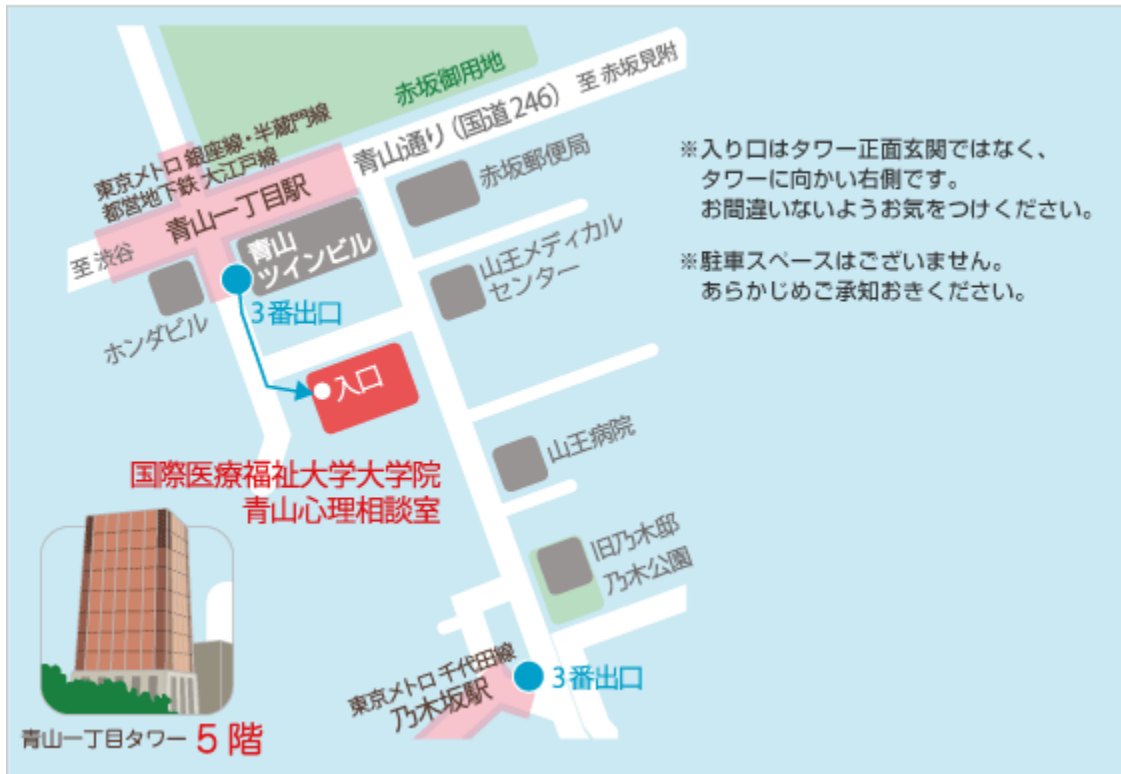 赤坂御用地
至 赤坂見附
青山通り（国道246）
東京メトロ 銀座線・半蔵門線
都営地下鉄 大江戸線
青山一丁目駅
赤坂郵便局
至 渋谷
青山
ツインビル
山王メディカル
センター
3番出口
ホンダビル
入口
山王病院
国際医療福祉大学大学院
青山心理相談室
旧乃木邸
乃木公園
東京メトロ 千代田線
乃木坂駅
3番出口
青山一丁目タワー 5階
※入り口はタワー正面玄関ではなく、
タワーに向かい右側です。
お間違いないようお気をつけください。
※駐車スペースはございません。
あらかじめご承知おきください。